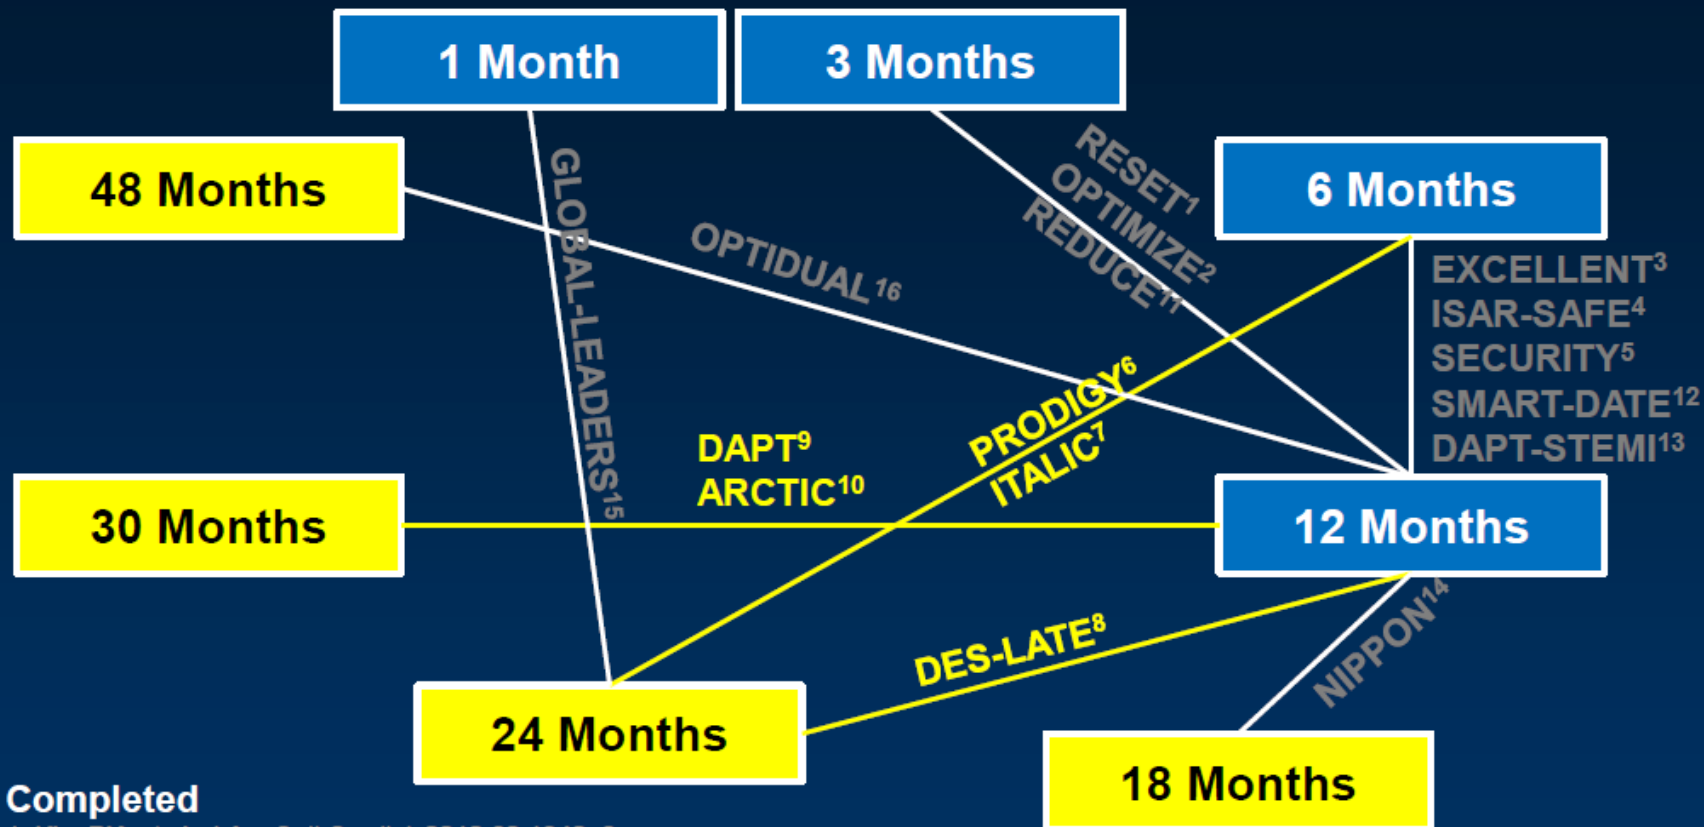 1 Month
3 Months
48 Months
6 Months
GLOBAL-LEADERS15
OPTIDUAL16
RESET1
OPTIMIZE2
REDUCE11
EXCELLENT3
ISAR-SAFE4
SECURITY5
SMART-DATE12
DAPT-STEMI13
PRODIGY6
ITALIC7
DAPT9
ARCTIC10
30 Months
12 Months
DES-LATE8
NIPPON14
24 Months
18 Months
Completed